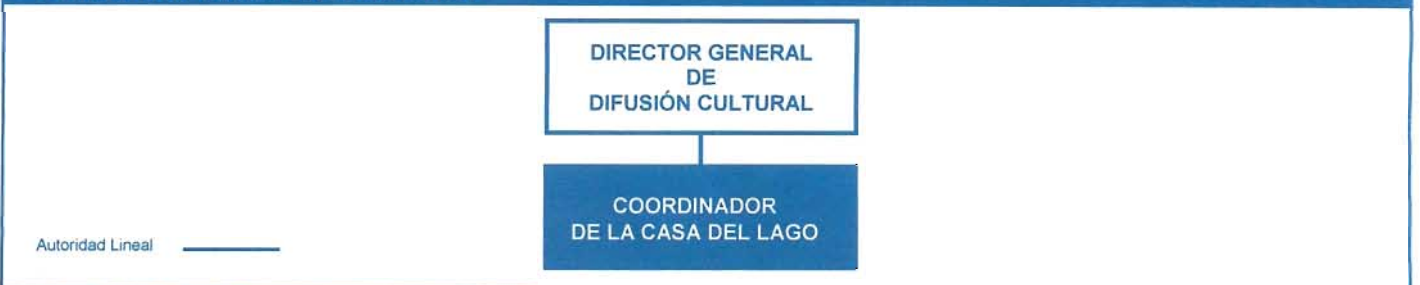 DIRECTOR GENERAL
DE
DIFUSIÓN CULTURAL
COORDINADOR
DE LA CASA DEL LAGO
Autoridad Lineal